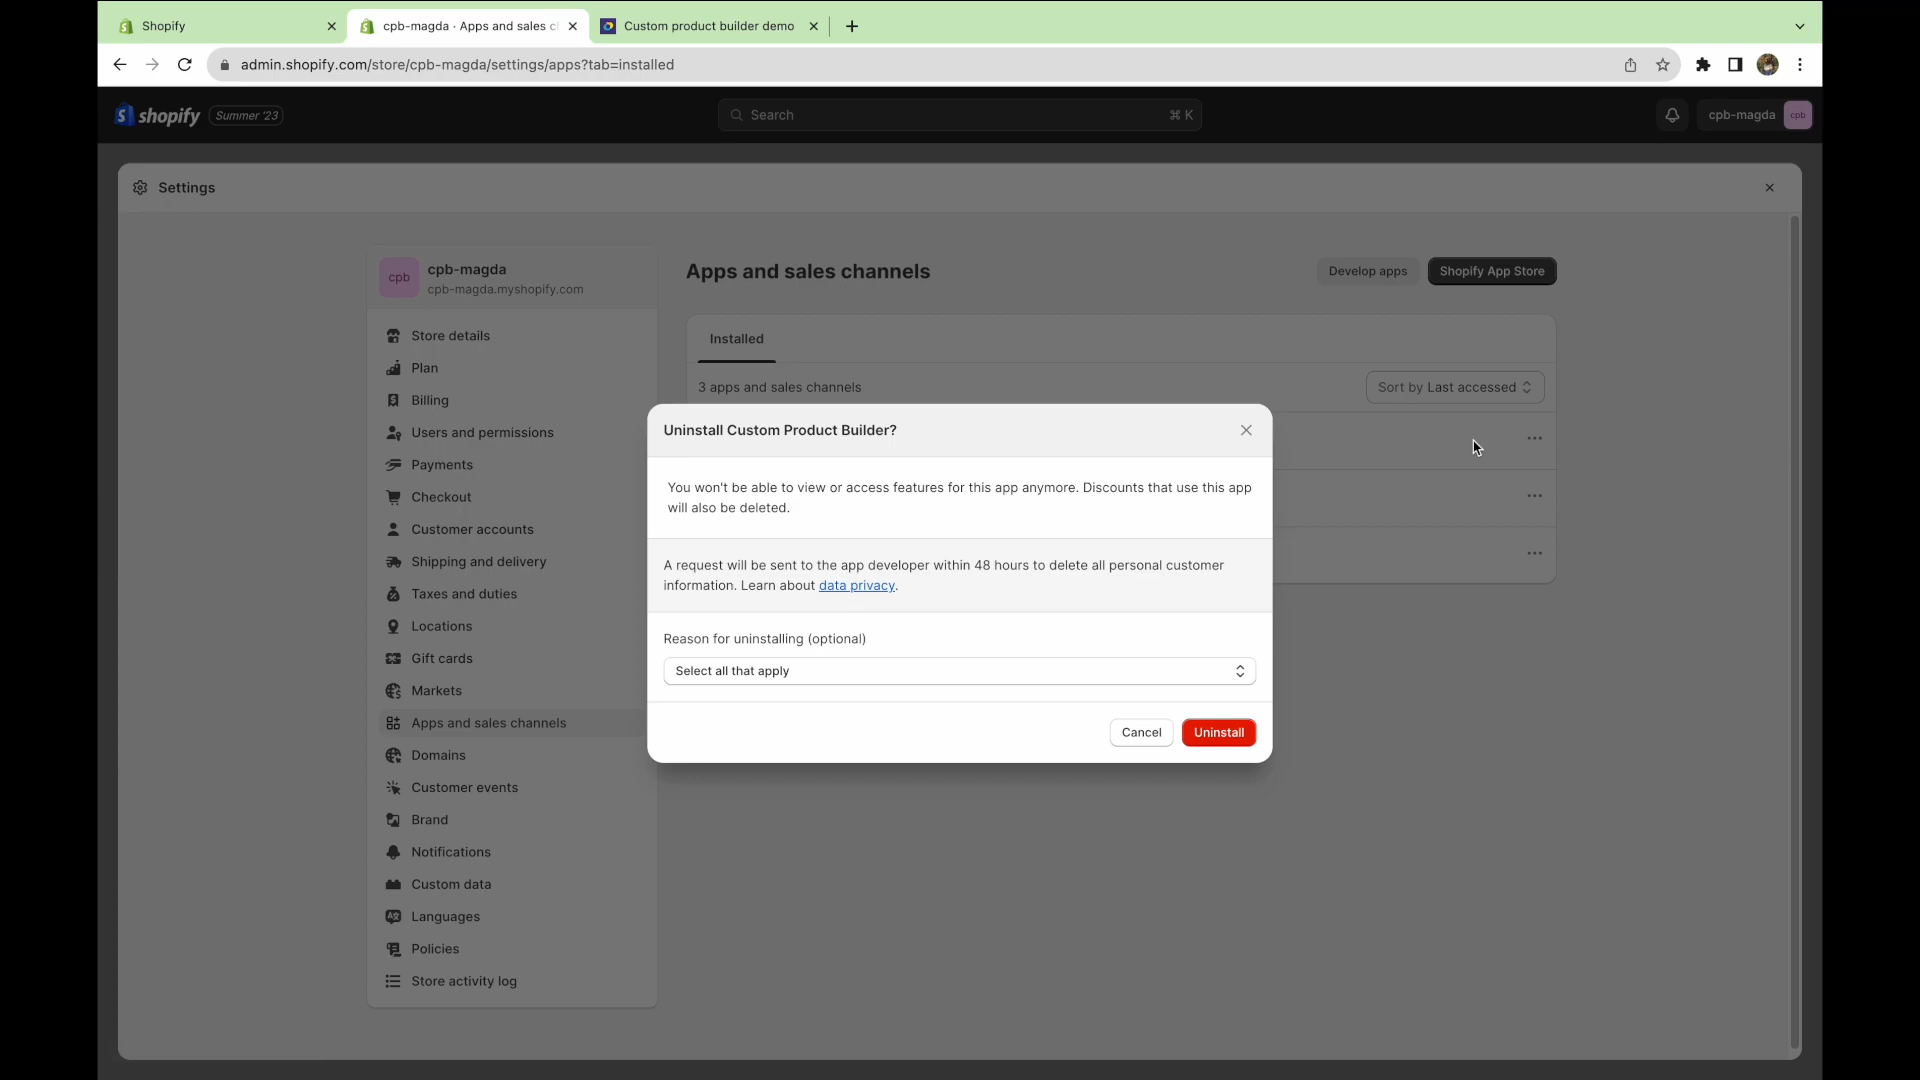 Shopify
cpb-magda · Apps and sales c
Custom product builder demo
admin.shopify.com/store/cpb-magda/settings/apps?tab=installed
shopify
Summer '23
Search
⌘ K
cpb-magda
cpb
Settings
cpb
cpb-magda
cpb-magda.myshopify.com
Store details
Plan
Billing
Users and permissions
Payments
Checkout
Customer accounts
Shipping and delivery
Taxes and duties
Locations
Gift cards
Markets
Apps and sales channels
Domains
Customer events
Brand
Notifications
Custom data
Languages
Policies
Store activity log
Apps and sales channels
Develop apps
Shopify App Store
Installed
3 apps and sales channels
Sort by Last accessed
Uninstall Custom Product Builder?
You won't be able to view or access features for this app anymore. Discounts that use this app
will also be deleted.
A request will be sent to the app developer within 48 hours to delete all personal customer
information. Learn about data privacy.
Reason for uninstalling (optional)
Select all that apply
Cancel
Uninstall